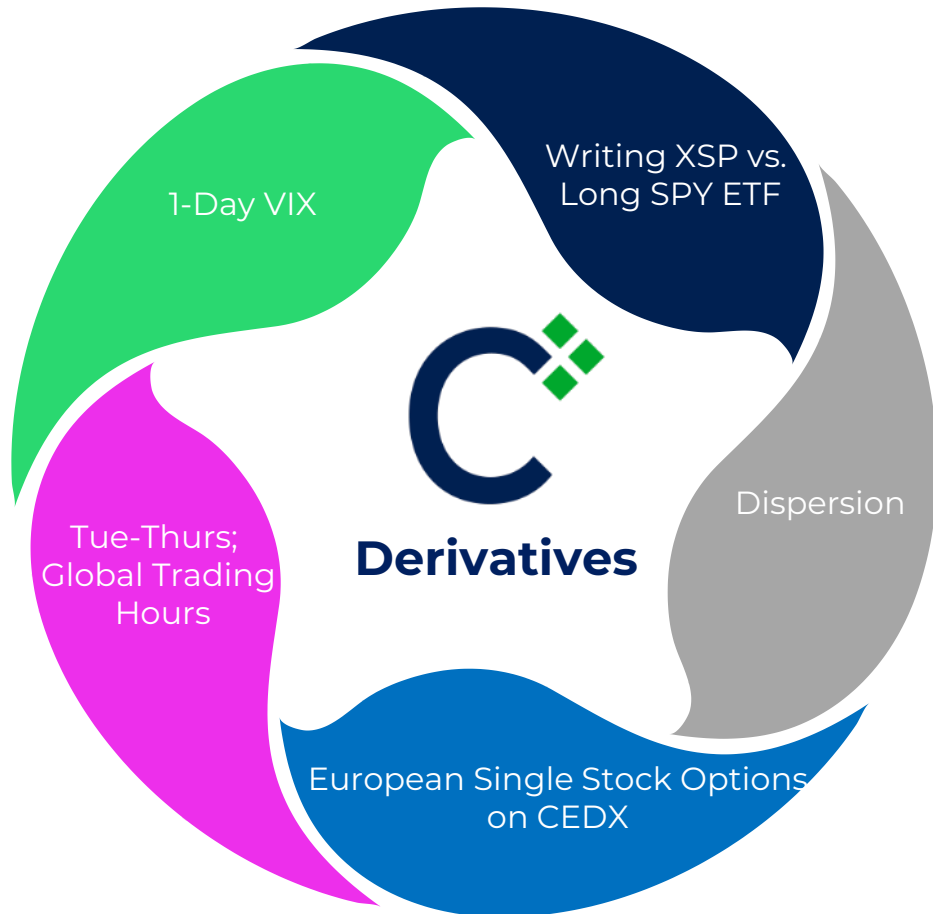 Writing XSP vs.
Long SPY ETF
1-Day VIX
Dispersion
Derivatives
Tue-Thurs;
Global Trading
Hours
European Single Stock Options
on CEDX